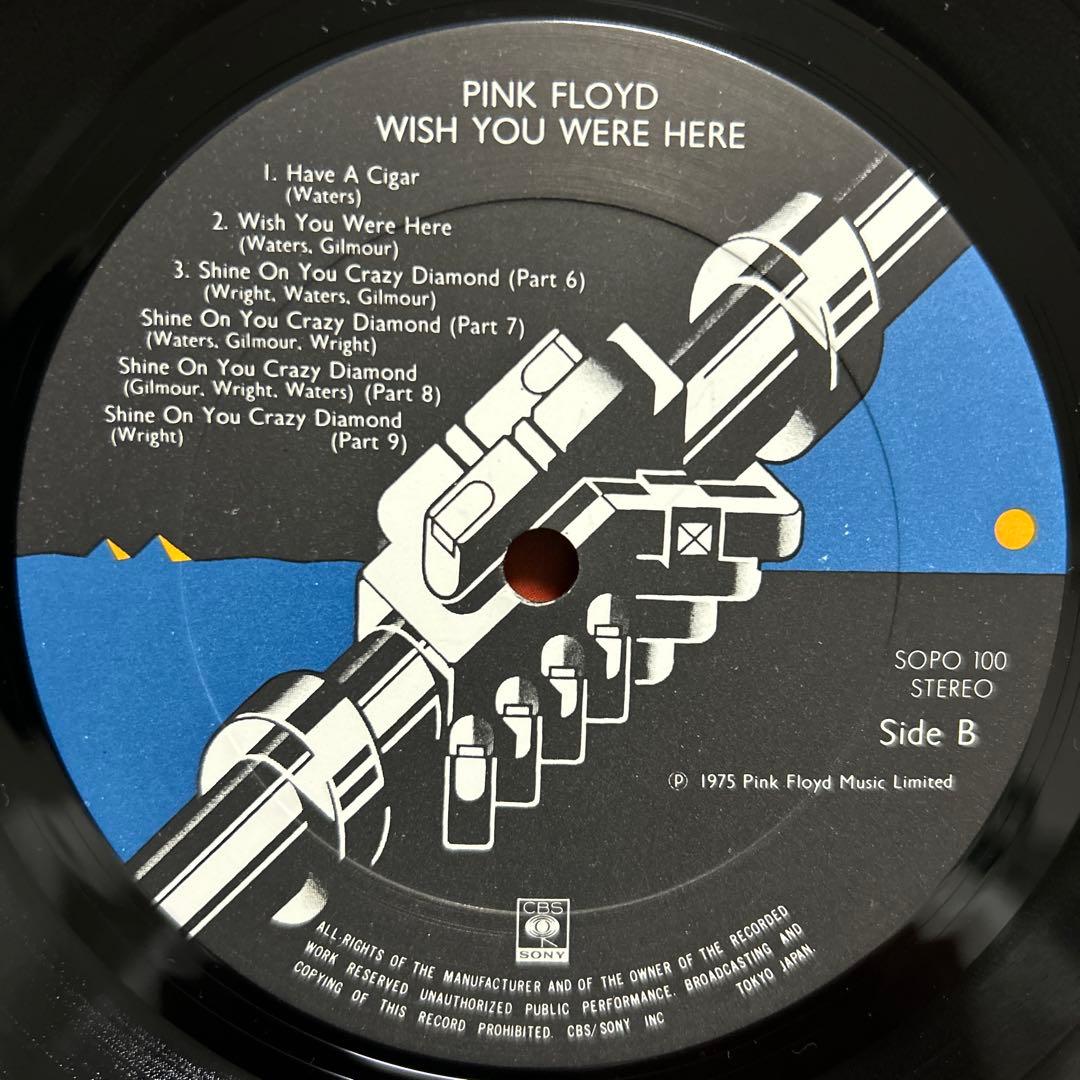 PINK FLOYD
WISH YOU WERE HERE
1. Have A Cigar
(Waters)
2. Wish You Were Here
(Waters, Gilmour)
3. Shine On You Crazy Diamond (Part 6)
(Wright, Waters, Gilmour)
Shine On You Crazy Diamond (Part 7)
(Waters, Gilmour, Wright)
Shine On You Crazy Diamond
(Gilmour, Wright, Waters) (Part 8)
Shine On You Crazy Diamond
(Wright) (Part 9)
SOPO 100
STEREO
Side B
Ⓟ 1975 Pink Floyd Music Limited
CBS
SONY
ALL RIGHTS OF THE MANUFACTURER AND OF THE OWNER OF THE RECORDED
WORK RESERVED UNAUTHORIZED PUBLIC PERFORMANCE. BROADCASTING AND
COPYING OF THIS RECORD PROHIBITED. CBS/SONY INC TOKYO JAPAN.